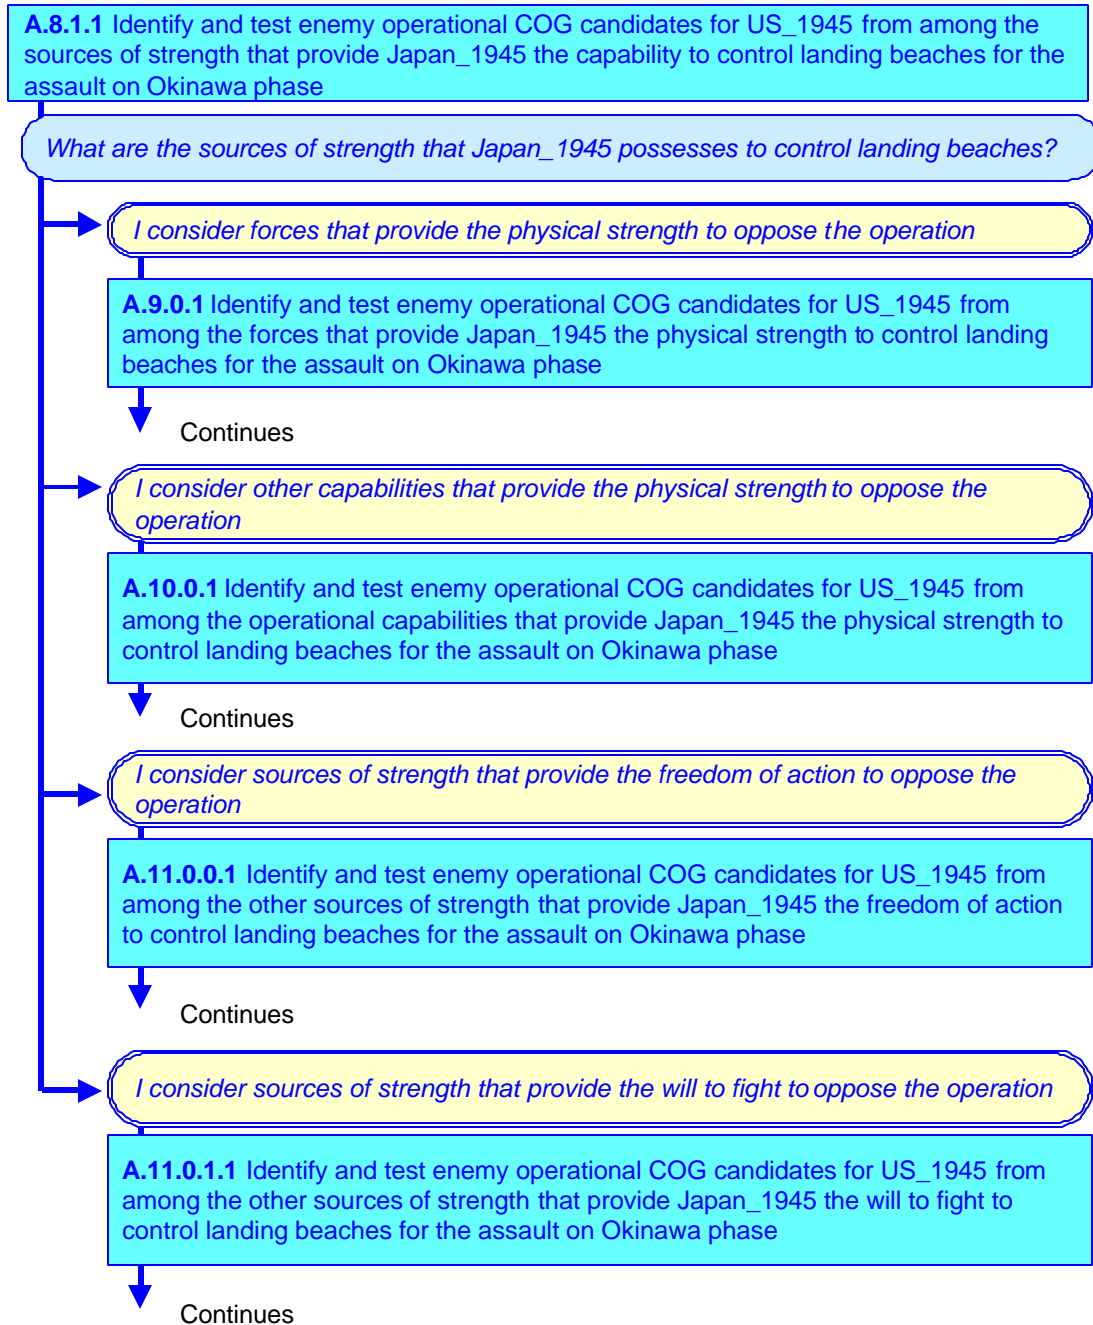 A.8.1.1 Identify and test enemy operational COG candidates for US_1945 from among the
sources of strength that provide Japan_1945 the capability to control landing beaches for the
assault on Okinawa phase
What are the sources of strength that Japan_1945 possesses to control landing beaches?
I consider forces that provide the physical strength to oppose the operation
A.9.0.1 Identify and test enemy operational COG candidates for US_1945 from
among the forces that provide Japan_1945 the physical strength to control landing
beaches for the assault on Okinawa phase
Continues
I consider other capabilities that provide the physical strength to oppose the
operation
A.10.0.1 Identify and test enemy operational COG candidates for US_1945 from
among the operational capabilities that provide Japan_1945 the physical strength to
control landing beaches for the assault on Okinawa phase
Continues
I consider sources of strength that provide the freedom of action to oppose the
operation
A.11.0.0.1 Identify and test enemy operational COG candidates for US_1945 from
among the other sources of strength that provide Japan_1945 the freedom of action
to control landing beaches for the assault on Okinawa phase
Continues
I consider sources of strength that provide the will to fight to oppose the operation
A.11.0.1.1 Identify and test enemy operational COG candidates for US_1945 from
among the other sources of strength that provide Japan_1945 the will to fight to
control landing beaches for the assault on Okinawa phase
Continues